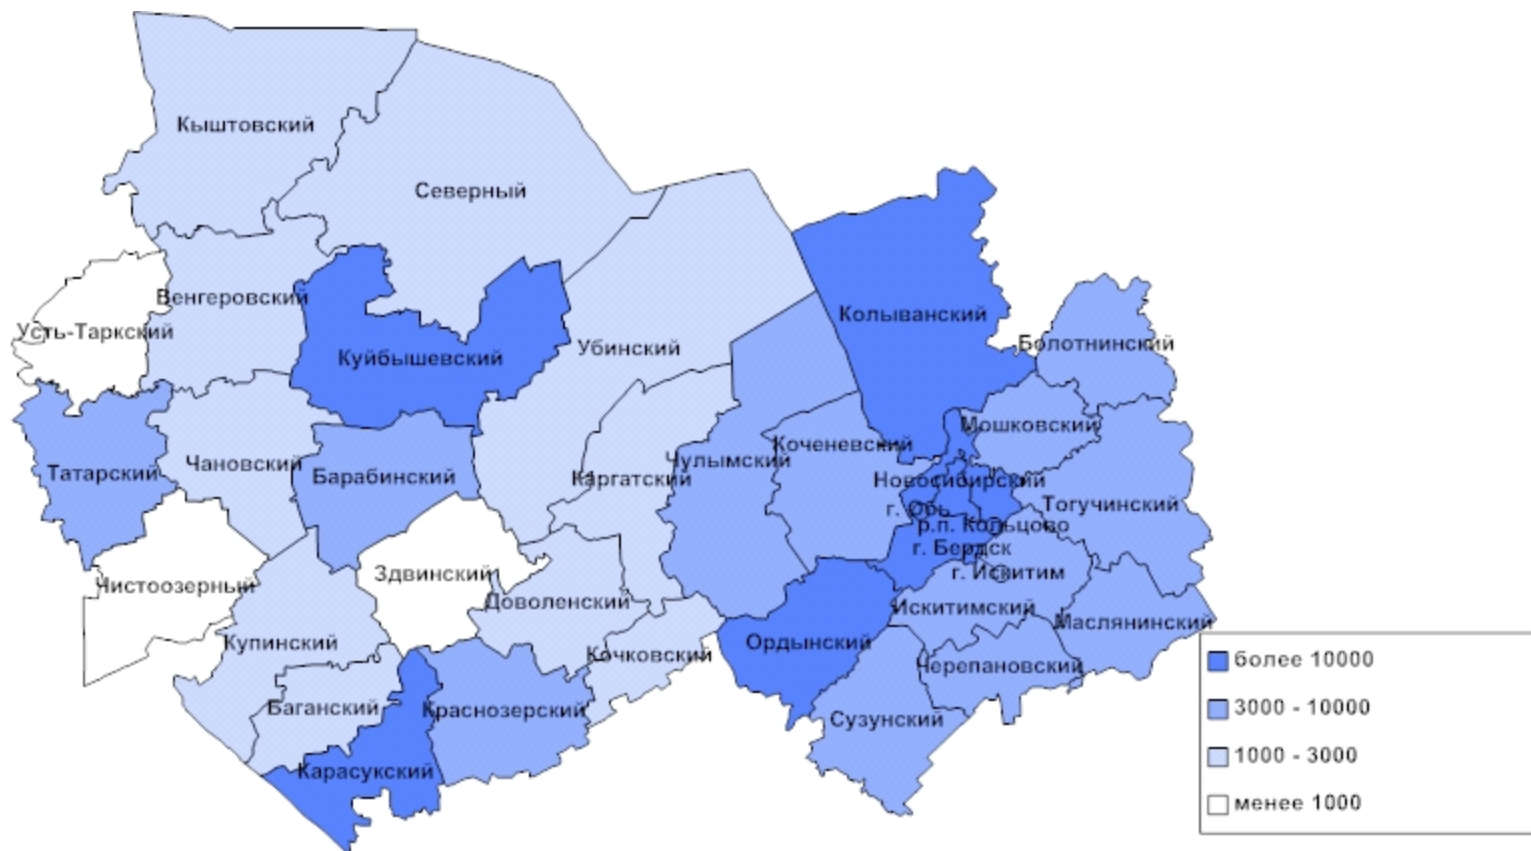 Кыштовский
Северный
Венгеровский
Усть-Таркский
Колыванский
Болотнинский
Убинский
Куйбышевский
Мошковский
Коченевский
Чулымский
Чановский
Татарский
Барабинский
Каргатский
Новосибирский
г. Обь
Тогучинский
р.п. Кольцово
г. Бердск
Здвинский
г. Искитим
Чистоозерный
Доволенский
Искитимский
Маслянинский
Купинский
Ордынский
Кочковский
Черепановский
Баганский
Краснозерский
Сузунский
Карасукский
более 10000
3000 - 10000
1000 - 3000
менее 1000